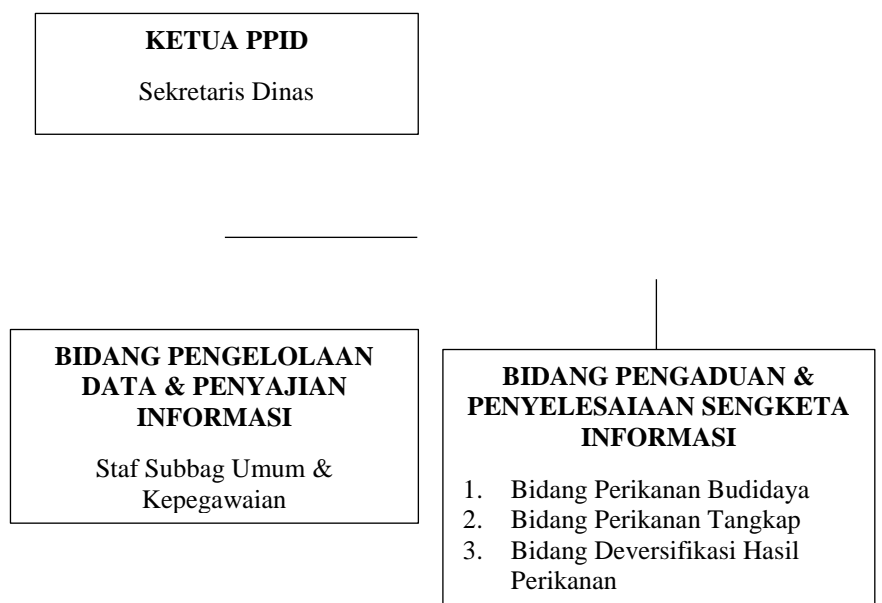 KETUA PPID
Sekretaris Dinas
BIDANG PENGELOLAAN
DATA & PENYAJIAN
INFORMASI
Staf Subbag Umum &
Kepegawaian
BIDANG PENGADUAN &
PENYELESAIAAN SENGKETA
INFORMASI
1. Bidang Perikanan Budidaya
2. Bidang Perikanan Tangkap
3. Bidang Deversifikasi Hasil
Perikanan